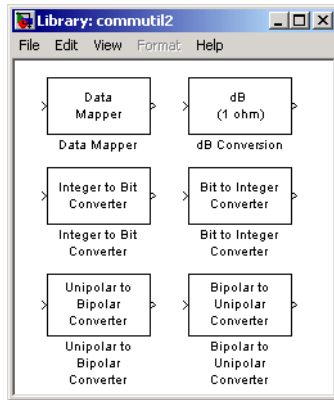 Library: commutil2
File Edit View Format Help
Data
Mapper
Data Mapper
dB
(1 ohm)
dB Conversion
Integer to Bit
Converter
Integer to Bit
Converter
Bit to Integer
Converter
Bit to Integer
Converter
Unipolar to
Bipolar
Converter
Unipolar to
Bipolar
Converter
Bipolar to
Unipolar
Converter
Bipolar to
Unipolar
Converter